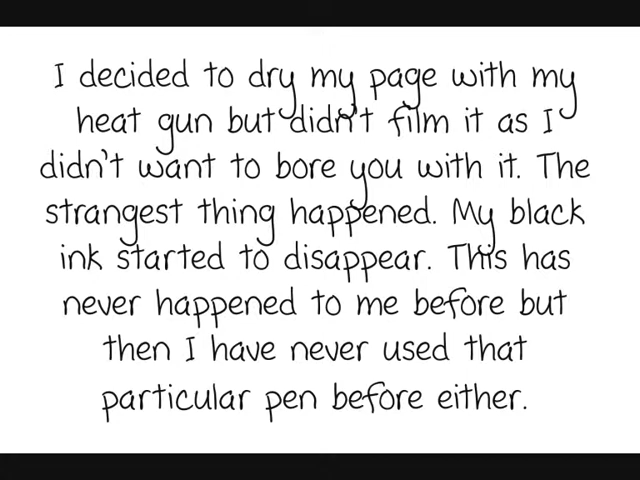 I decided to dry my page with my
heat gun but didn't film it as I
didn't want to bore you with it. The
strangest thing happened. My black
ink started to disappear. This has
never happened to me before but
then I have never used that
particular pen before either.